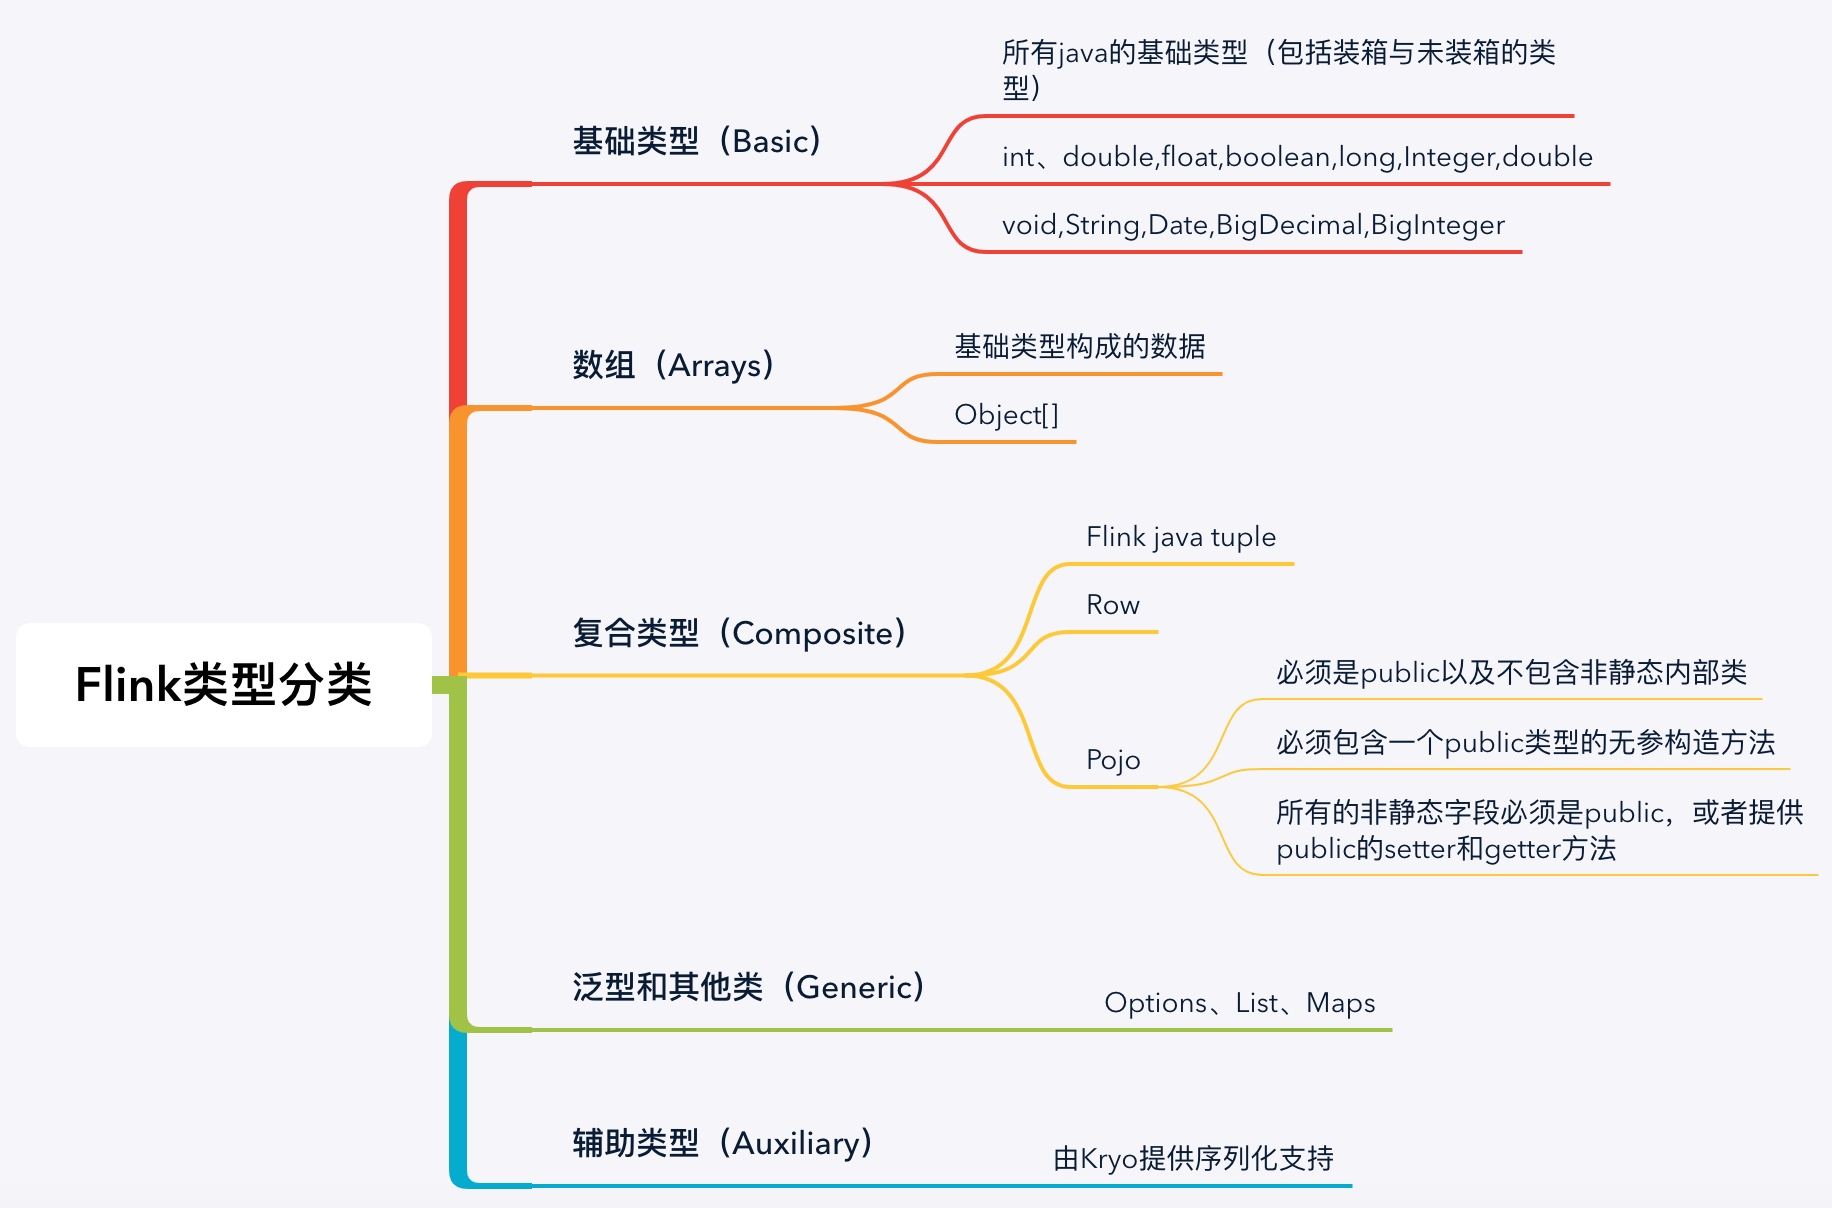 Flink类型分类
基础类型（Basic）
所有java的基础类型（包括装箱与未装箱的类
型）
int、double,float,boolean,long,Integer,double
void,String,Date,BigDecimal,BigInteger
数组（Arrays）
基础类型构成的数据
Object[]
复合类型（Composite）
Flink java tuple
Row
Pojo
必须是public以及不包含非静态内部类
必须包含一个public类型的无参构造方法
所有的非静态字段必须是public，或者提供
public的setter和getter方法
泛型和其他类（Generic）
Options、List、Maps
辅助类型（Auxiliary）
由Kryo提供序列化支持